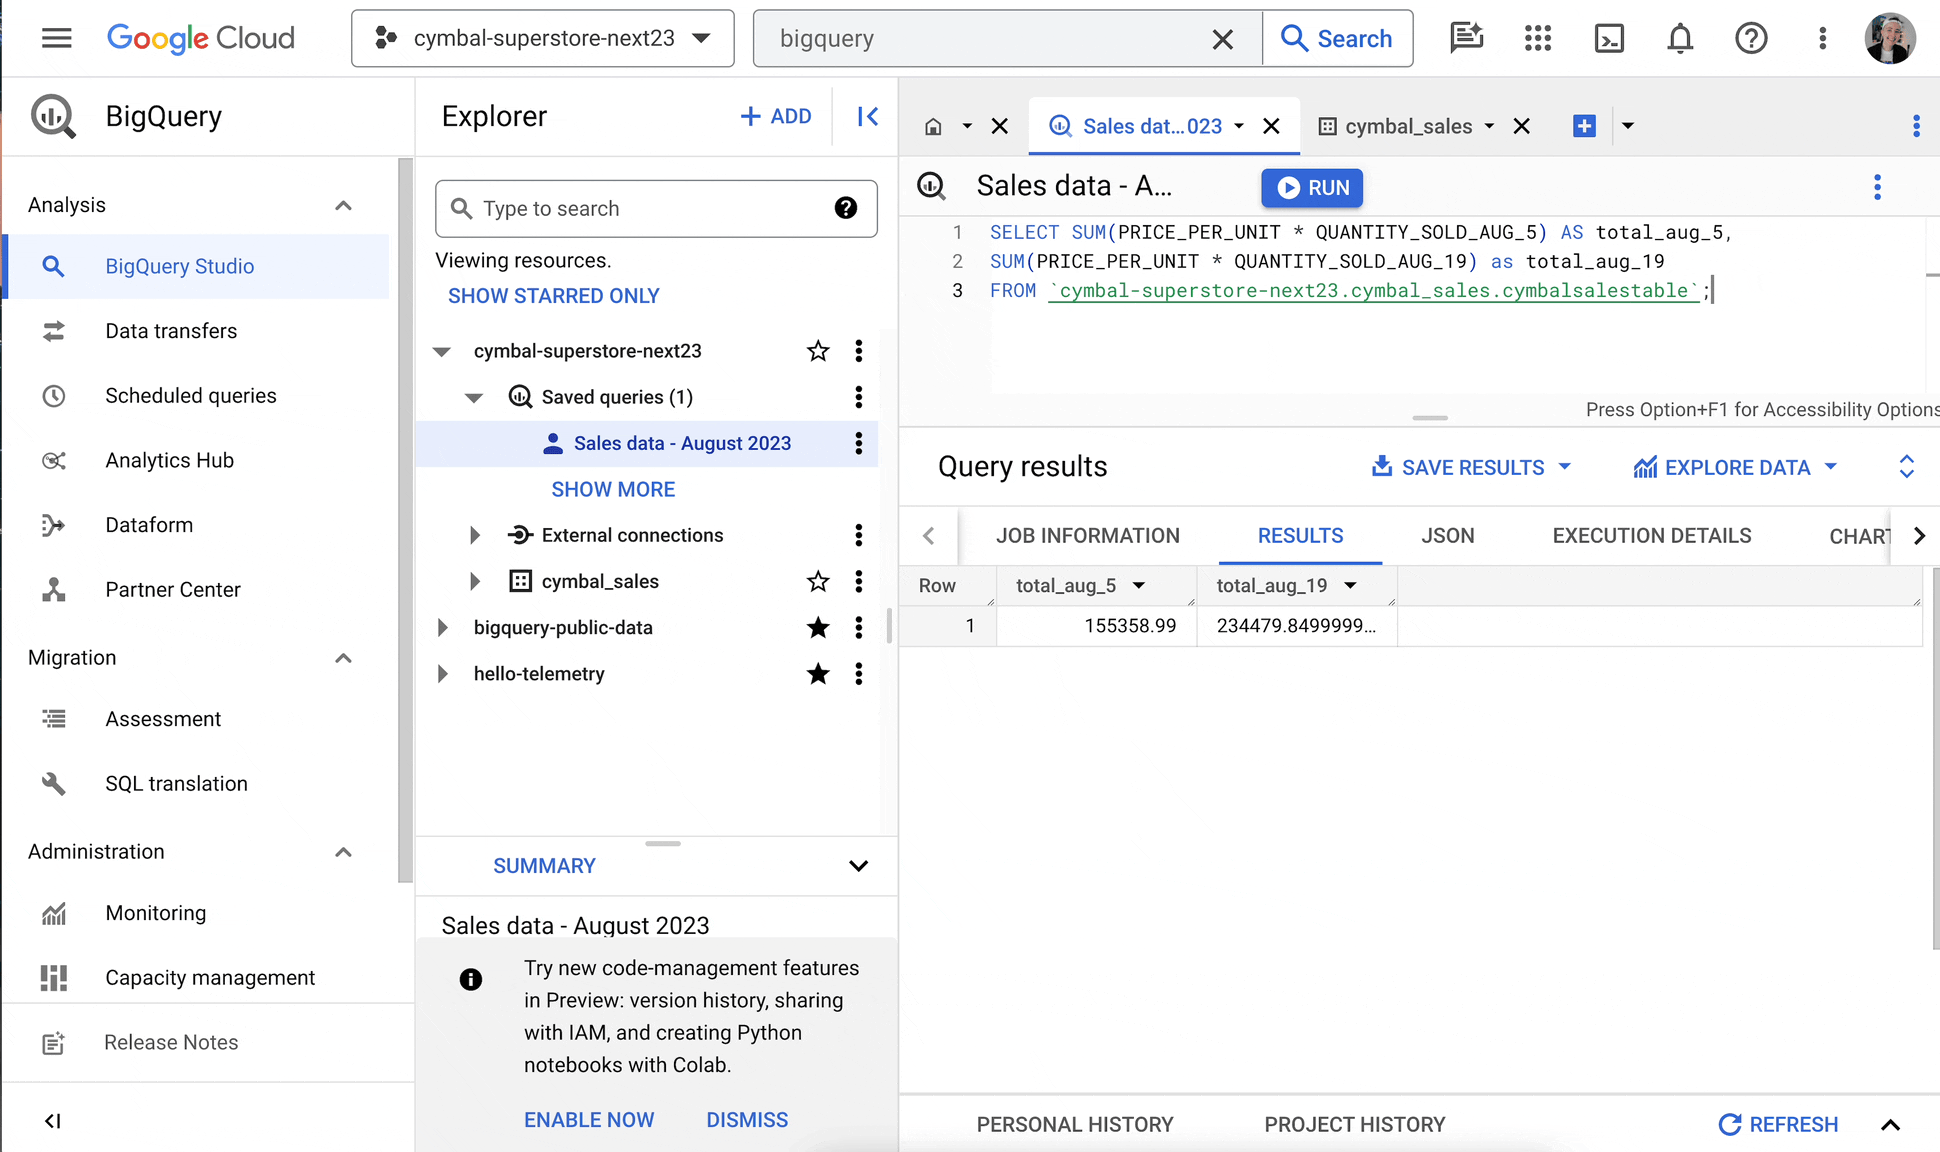 Google Cloud
cymbal-superstore-next23
bigquery
Search
BigQuery
Analysis
BigQuery Studio
Data transfers
Scheduled queries
Analytics Hub
Dataform
Partner Center
Migration
Assessment
SQL translation
Administration
Monitoring
Capacity management
Release Notes
Explorer
ADD
Type to search
Viewing resources.
SHOW STARRED ONLY
cymbal-superstore-next23
Saved queries (1)
Sales data - August 2023
SHOW MORE
External connections
cymbal_sales
bigquery-public-data
hello-telemetry
SUMMARY
Sales data - August 2023
Try new code-management features
in Preview: version history, sharing
with IAM, and creating Python
notebooks with Colab.
ENABLE NOW DISMISS
Sales dat...023
cymbal_sales
Sales data - A...
RUN
1 SELECT SUM(PRICE_PER_UNIT * QUANTITY_SOLD_AUG_5) AS total_aug_5,
2 SUM(PRICE_PER_UNIT * QUANTITY_SOLD_AUG_19) as total_aug_19
3 FROM `cymbal-superstore-next23.cymbal_sales.cymbalsalestable`;
Press Option+F1 for Accessibility Options
Query results
SAVE RESULTS
EXPLORE DATA
JOB INFORMATION RESULTS JSON EXECUTION DETAILS CHART
Row total_aug_5 total_aug_19
1 155358.99 234479.8499999...
PERSONAL HISTORY PROJECT HISTORY REFRESH